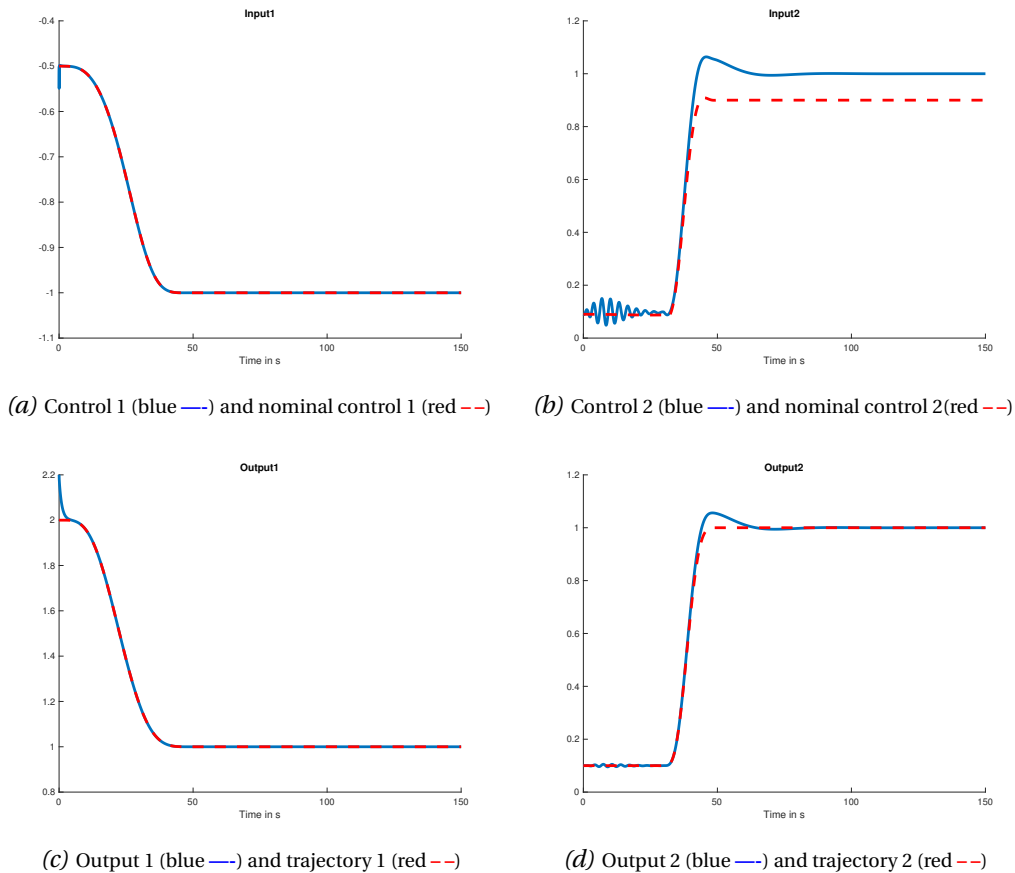 Input1
-0.4
-0.5
-0.6
-0.7
-0.8
-0.9
-1
-1.1
0 50 100 150
Time in s
Input2
1.2
1
0.8
0.6
0.4
0.2
0
0 50 100 150
Time in s
(a) Control 1 (blue —-) and nominal control 1 (red --)
(b) Control 2 (blue —-) and nominal control 2(red --)
Output1
2.2
2
1.8
1.6
1.4
1.2
1
0.8
0 50 100 150
Time in s
Output2
1.2
1
0.8
0.6
0.4
0.2
0
0 50 100 150
Time in s
(c) Output 1 (blue —-) and trajectory 1 (red --)
(d) Output 2 (blue —-) and trajectory 2 (red --)